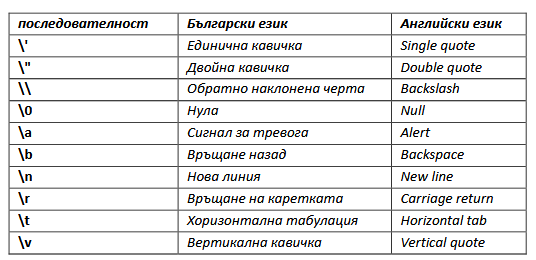 последователност Български език Английски език
\' Единична кавичка Single quote
\" Двойна кавичка Double quote
\\ Обратно наклонена черта Backslash
\0 Нула Null
\a Сигнал за тревога Alert
\b Връщане назад Backspace
\n Нова линия New line
\r Връщане на каретката Carriage return
\t Хоризонтална табулация Horizontal tab
\v Вертикална кавичка Vertical quote